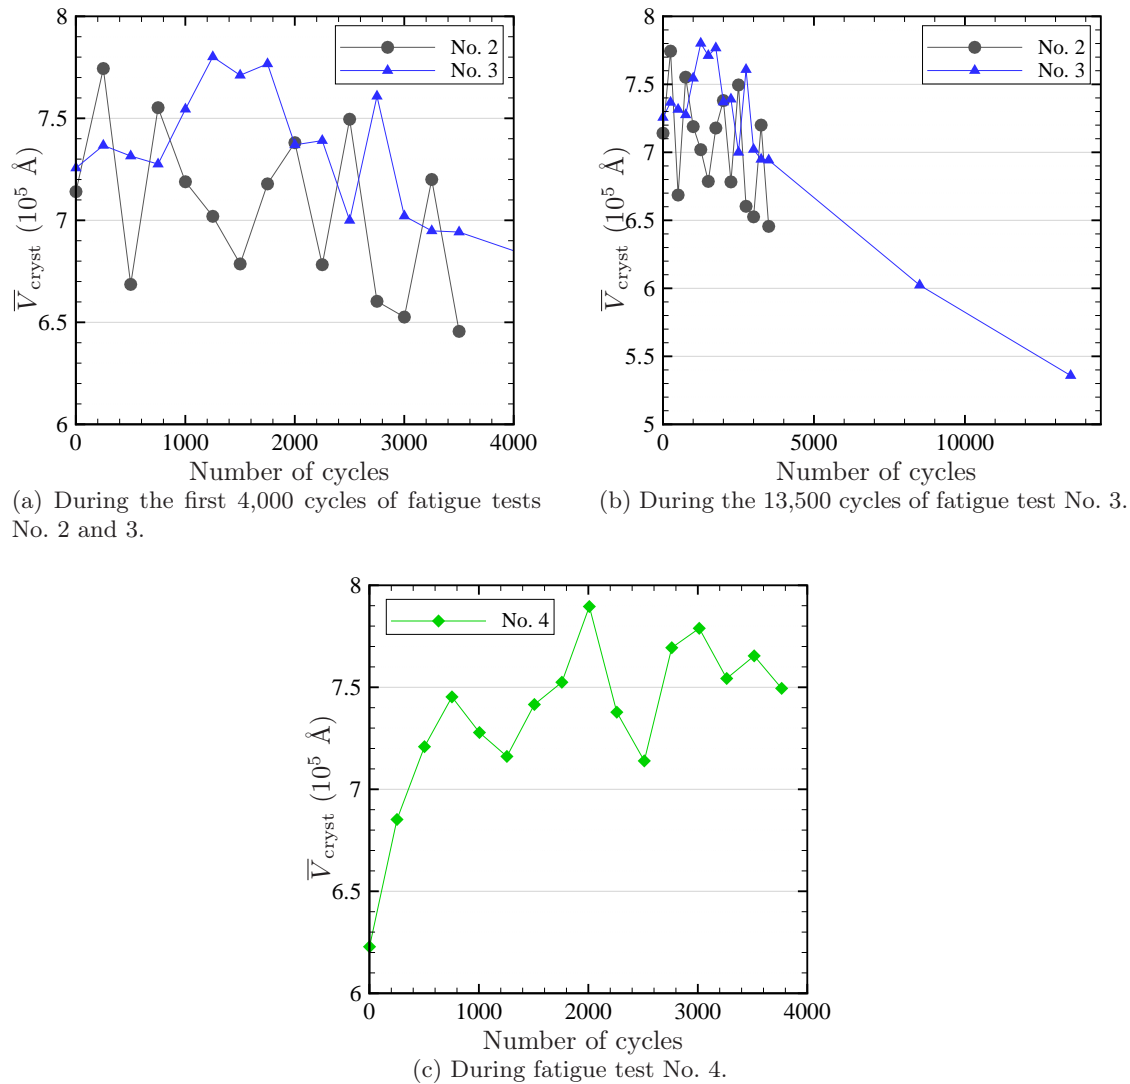 8
7.5
7
6.5
6
V̅cryst (10⁵ Å)
No. 2
No. 3
0 1000 2000 3000 4000
Number of cycles
(a) During the first 4,000 cycles of fatigue tests
No. 2 and 3.
8
7.5
7
6.5
6
5.5
5
V̅cryst (10⁵ Å)
No. 2
No. 3
0 5000 10000
Number of cycles
(b) During the 13,500 cycles of fatigue test No. 3.
8
7.5
7
6.5
6
V̅cryst (10⁵ Å)
No. 4
0 1000 2000 3000 4000
Number of cycles
(c) During fatigue test No. 4.